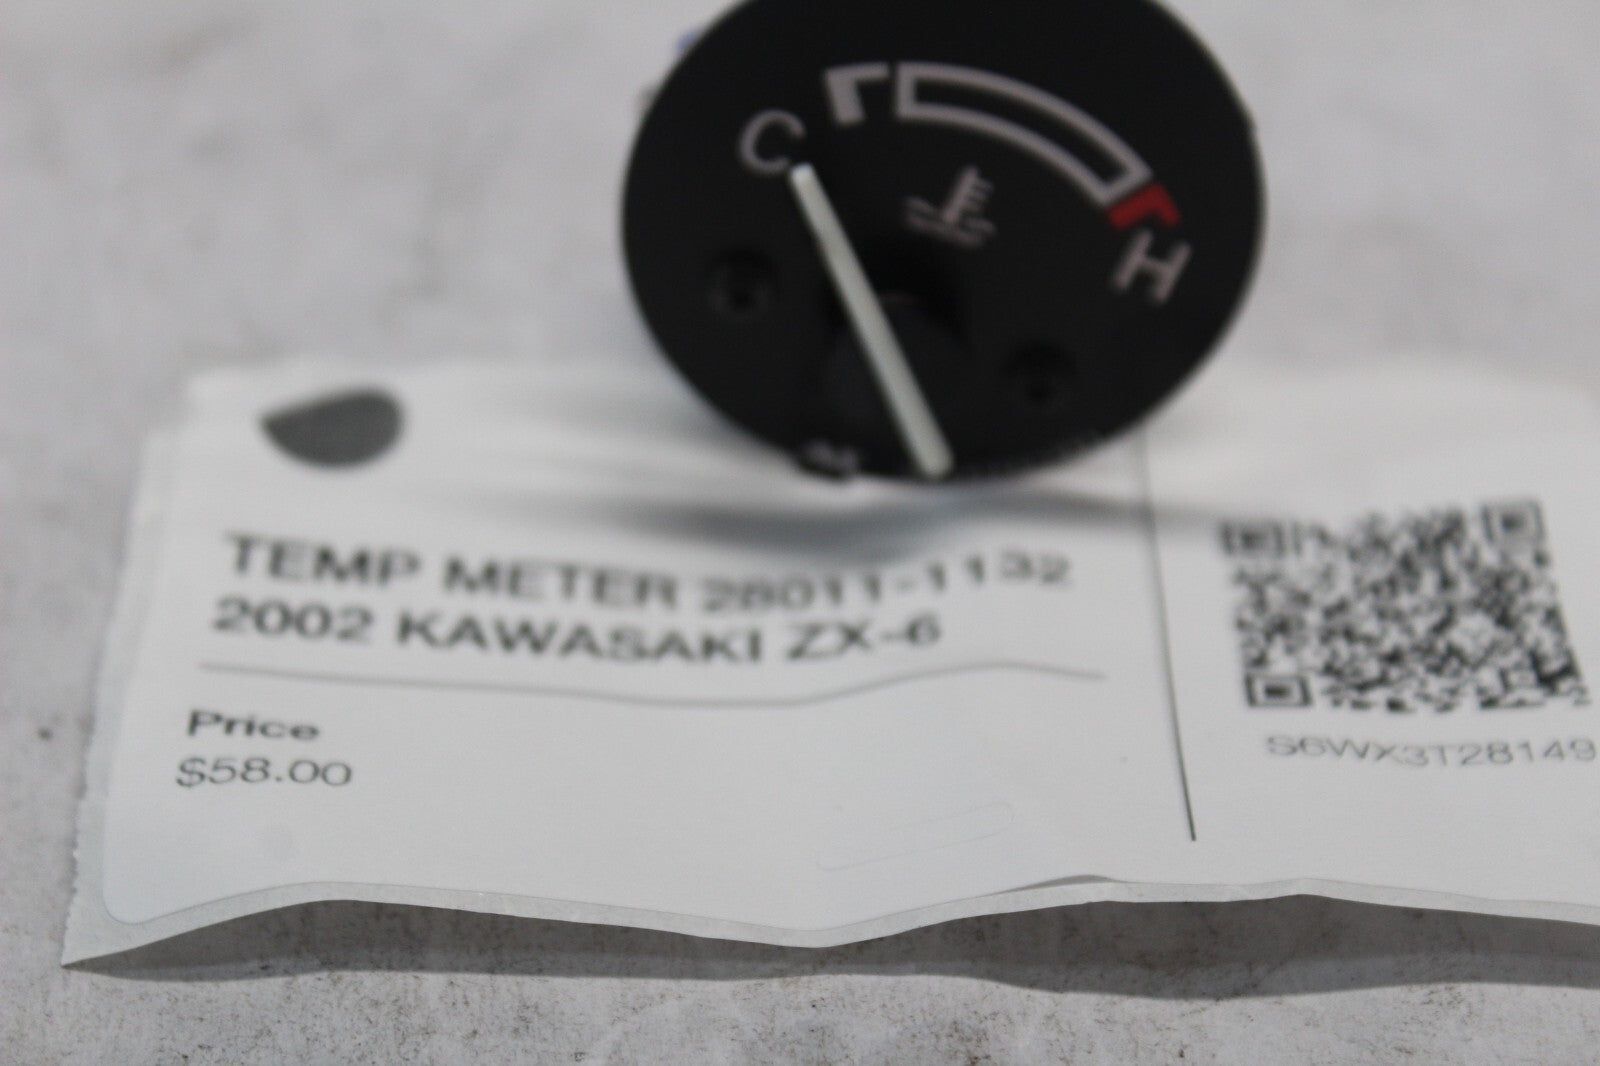 C
H
TEMP METER 28011-1132
2002 KAWASAKI ZX-6
Price
$58.00
S6WX3T28149